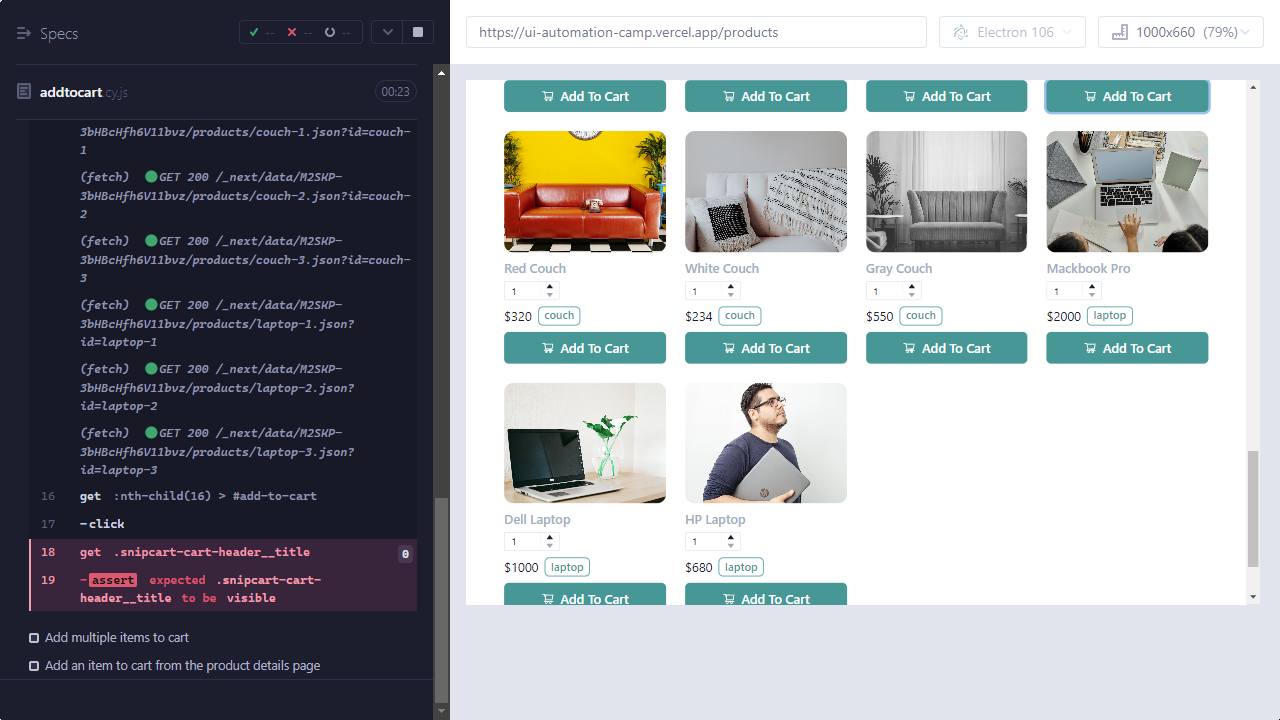 Specs
--
--
--
https://ui-automation-camp.vercel.app/products
Electron 106
1000x660 (79%)
addtocart.cy.js
00:23
3bHBcHfh6V11bvz/products/couch-1.json?id=couch-
1
(fetch) GET 200 /_next/data/M2SKP-
3bHBcHfh6V11bvz/products/couch-2.json?id=couch-
2
(fetch) GET 200 /_next/data/M2SKP-
3bHBcHfh6V11bvz/products/couch-3.json?id=couch-
3
(fetch) GET 200 /_next/data/M2SKP-
3bHBcHfh6V11bvz/products/laptop-1.json?
id=laptop-1
(fetch) GET 200 /_next/data/M2SKP-
3bHBcHfh6V11bvz/products/laptop-2.json?
id=laptop-2
(fetch) GET 200 /_next/data/M2SKP-
3bHBcHfh6V11bvz/products/laptop-3.json?
id=laptop-3
16 get :nth-child(16) > #add-to-cart
17 -click
18 get .snipcart-cart-header__title 0
19 -assert expected .snipcart-cart-
header__title to be visible
Add multiple items to cart
Add an item to cart from the product details page
Add To Cart
Add To Cart
Add To Cart
Add To Cart
Red Couch
1
$320 couch
Add To Cart
White Couch
1
$234 couch
Add To Cart
Gray Couch
1
$550 couch
Add To Cart
Mackbook Pro
1
$2000 laptop
Add To Cart
Dell Laptop
1
$1000 laptop
Add To Cart
HP Laptop
1
$680 laptop
Add To Cart